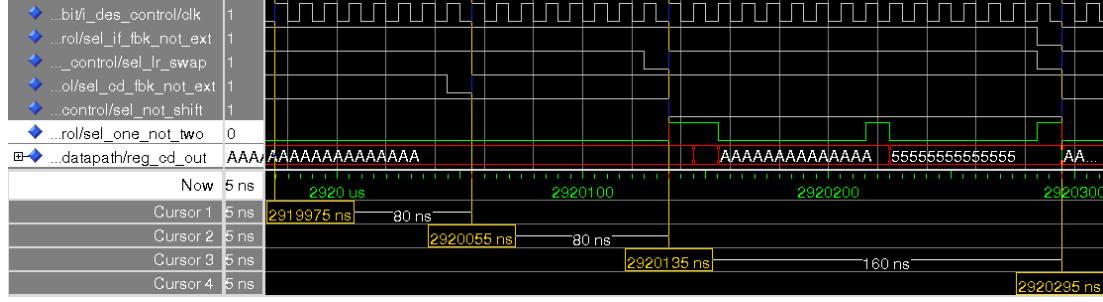 ...bit/i_des_control/clk 1
...rol/sel_if_fbk_not_ext 1
..._control/sel_lr_swap 1
...ol/sel_cd_fbk_not_ext 1
...control/sel_not_shift 1
...rol/sel_one_not_two 0
...datapath/reg_cd_out AAAA AAAAAAAAAAAAAA AAAAAAAAAAAAAA 55555555555555 AA...
Now 5 ns 2920 us 2920100 2920200 2920300
Cursor 1 5 ns 2919975 ns 80 ns
Cursor 2 5 ns 2920055 ns 80 ns
Cursor 3 5 ns 2920135 ns 160 ns
Cursor 4 5 ns 2920295 ns